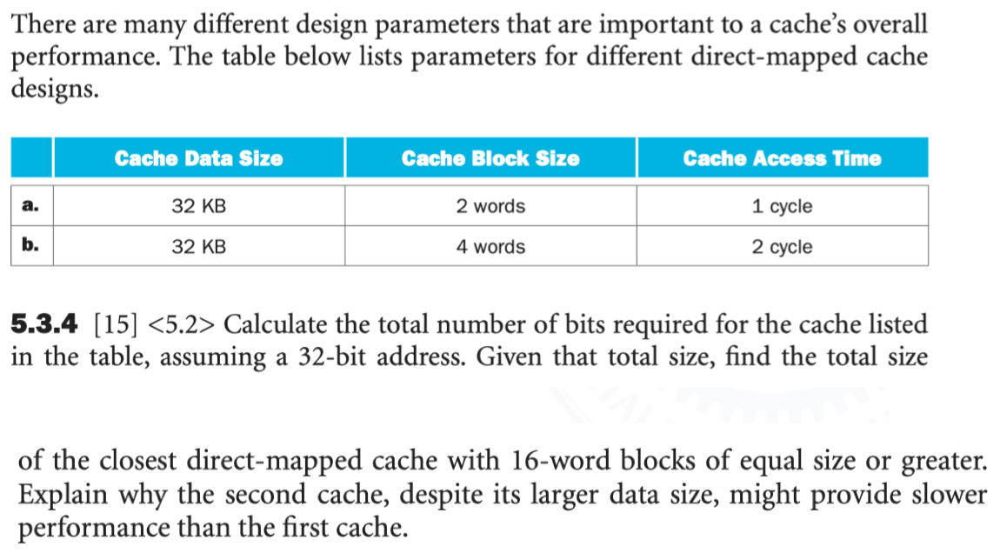 There are many different design parameters that are important to a cache’s overall
performance. The table below lists parameters for different direct-mapped cache
designs.
Cache Data Size Cache Block Size Cache Access Time
a. 32 KB 2 words 1 cycle
b. 32 KB 4 words 2 cycle
5.3.4 [15] <5.2> Calculate the total number of bits required for the cache listed
in the table, assuming a 32-bit address. Given that total size, find the total size
of the closest direct-mapped cache with 16-word blocks of equal size or greater.
Explain why the second cache, despite its larger data size, might provide slower
performance than the first cache.